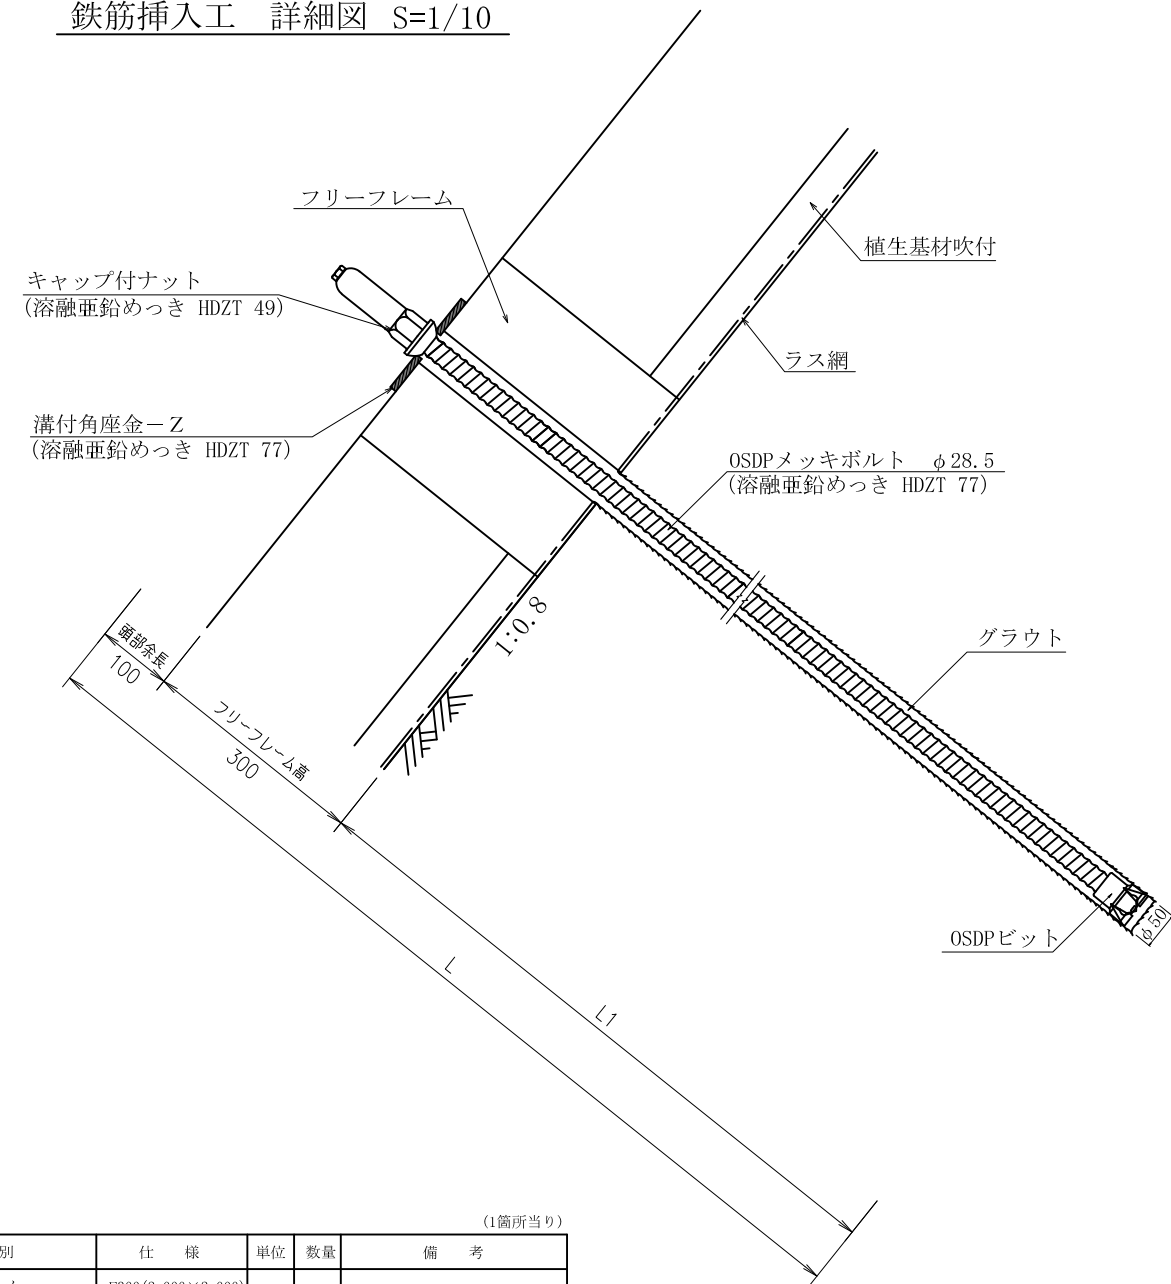 鉄筋挿入工　詳細図　S=1/10
フリーフレーム
植生基材吹付
キャップ付ナット
(溶融亜鉛めっき HDZT 49)
ラス網
溝付角座金－Z
(溶融亜鉛めっき HDZT 77)
OSDPメッキボルト　φ28.5
(溶融亜鉛めっき HDZT 77)
1:0.8
頭部余長
100
グラウト
フリーフレーム高
300
φ50
OSDPビット
L
L1
(1箇所当り)
別　仕　様　単位　数量　備　考